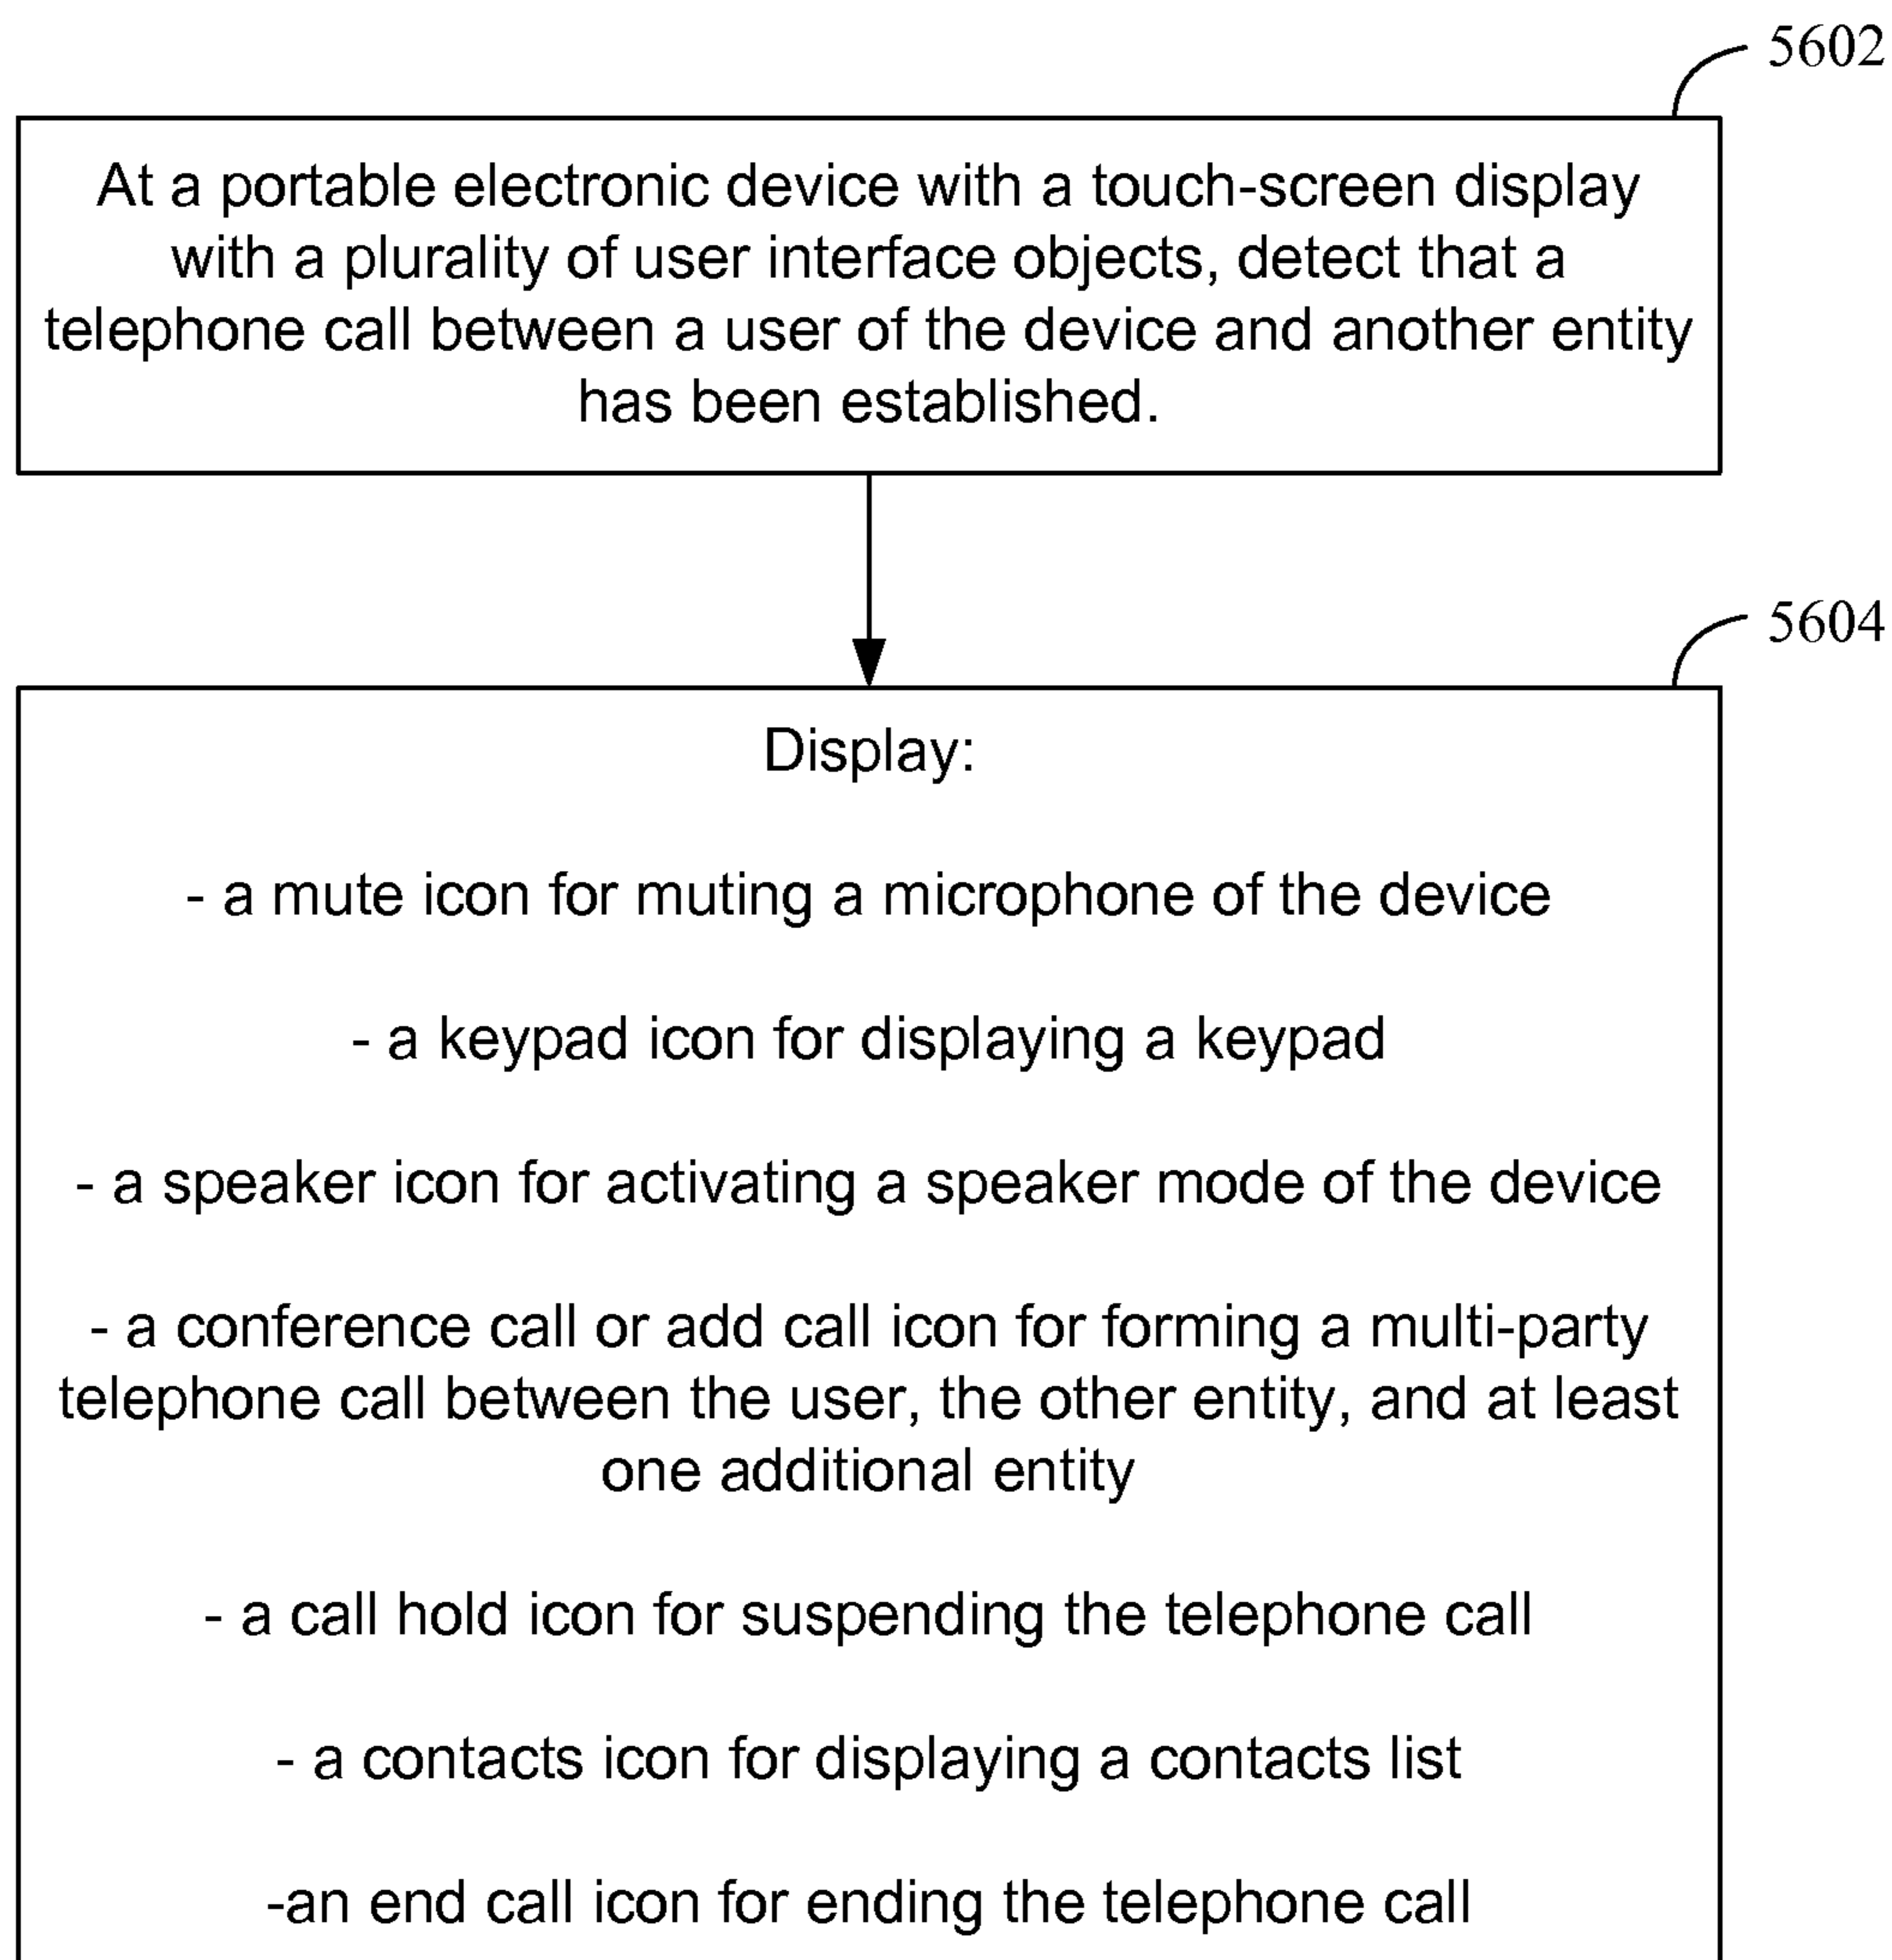 5602
At a portable electronic device with a touch-screen display
with a plurality of user interface objects, detect that a
telephone call between a user of the device and another entity
has been established.
5604
Display:
- a mute icon for muting a microphone of the device
- a keypad icon for displaying a keypad
- a speaker icon for activating a speaker mode of the device
- a conference call or add call icon for forming a multi-party
telephone call between the user, the other entity, and at least
one additional entity
- a call hold icon for suspending the telephone call
- a contacts icon for displaying a contacts list
-an end call icon for ending the telephone call